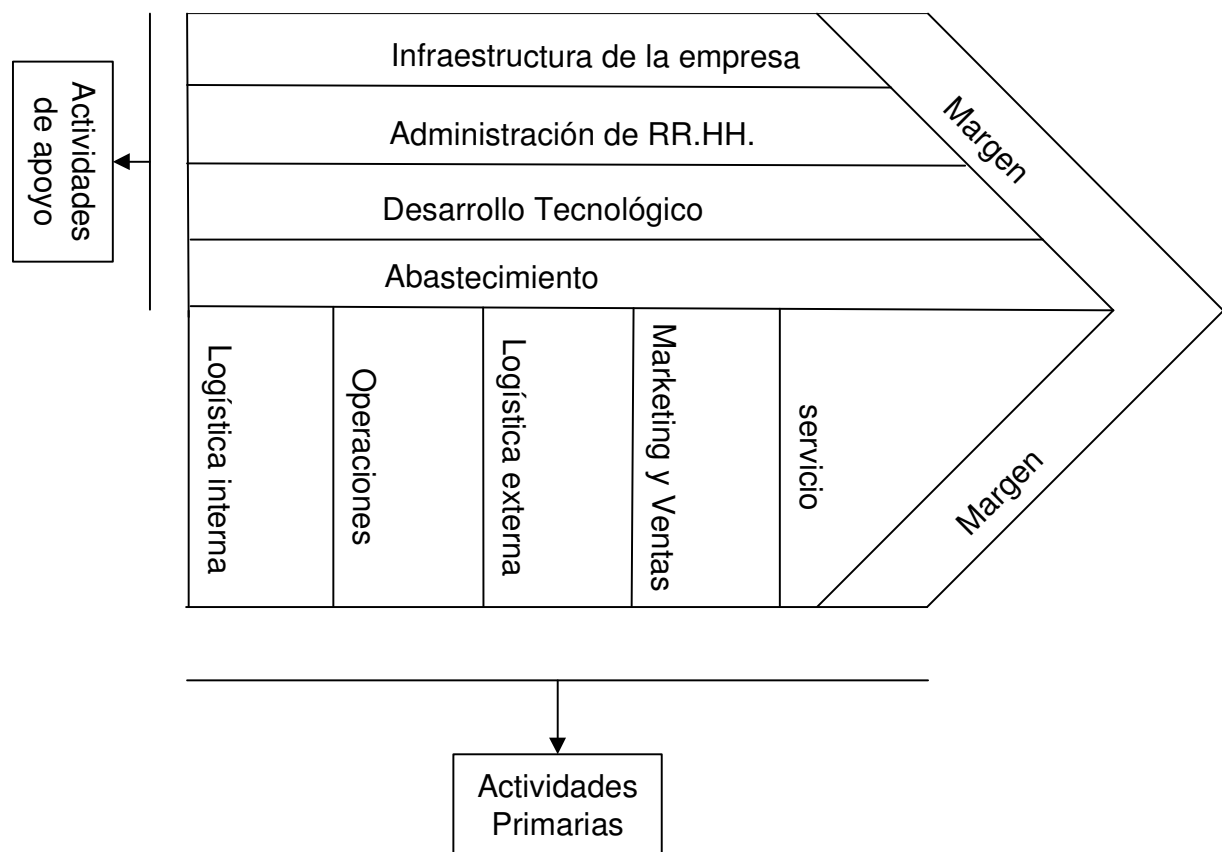 Actividades
de apoyo
Infraestructura de la empresa
Administración de RR.HH.
Desarrollo Tecnológico
Abastecimiento
Margen
Logística interna
Operaciones
Logística externa
Marketing y Ventas
servicio
Margen
Actividades
Primarias